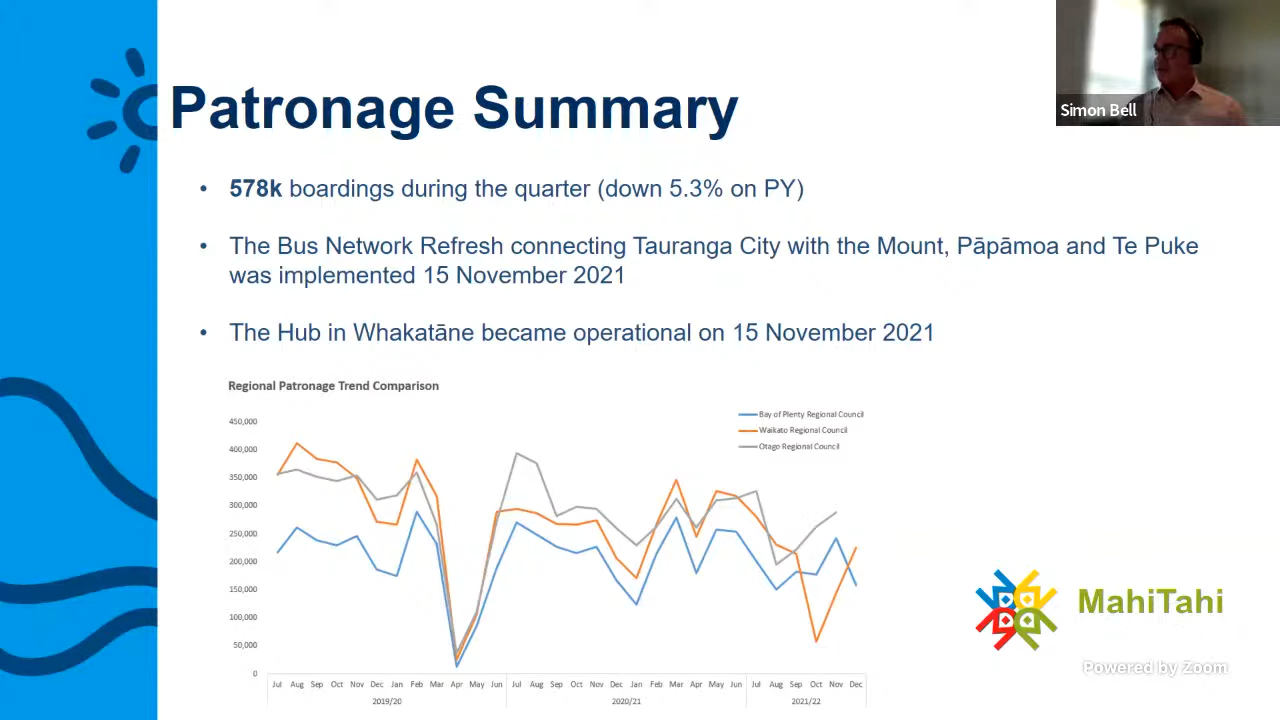 Patronage Summary
Simon Bell
• 578k boardings during the quarter (down 5.3% on PY)
• The Bus Network Refresh connecting Tauranga City with the Mount, Pāpāmoa and Te Puke
was implemented 15 November 2021
• The Hub in Whakatāne became operational on 15 November 2021
Regional Patronage Trend Comparison
Bay of Plenty Regional Council
Waikato Regional Council
Otago Regional Council
450,000
400,000
350,000
300,000
250,000
200,000
150,000
100,000
50,000
0
Jul Aug Sep Oct Nov Dec Jan Feb Mar Apr May Jun Jul Aug Sep Oct Nov Dec Jan Feb Mar Apr May Jun Jul Aug Sep Oct Nov Dec
2019/20 2020/21 2021/22
MahiTahi
Powered by Zoom